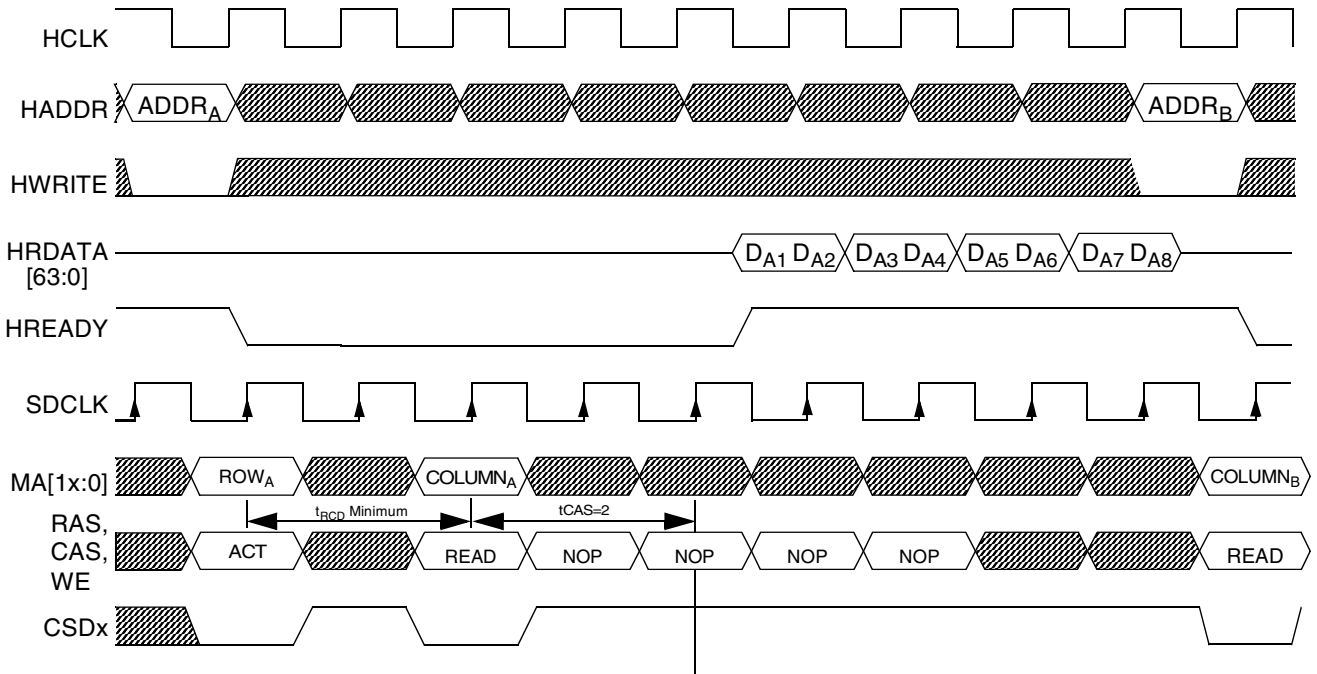 HCLK
HADDR ADDRA ADDRB
HWRITE
HRDATA
[63:0] DA1 DA2 DA3 DA4 DA5 DA6 DA7 DA8
HREADY
SDCLK
MA[1x:0] ROWA COLUMNA COLUMNB
tRCD Minimum tCAS=2
RAS,
CAS,
WE ACT READ NOP NOP NOP NOP READ
CSDx